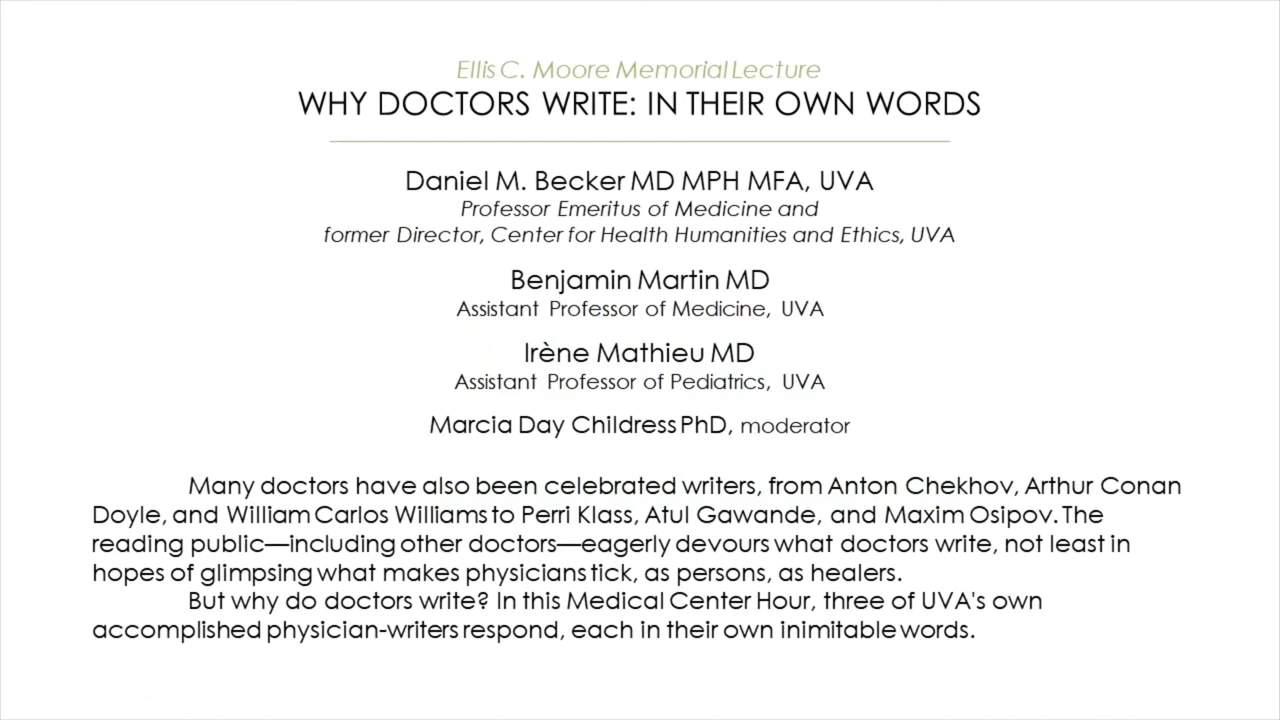 Ellis C. Moore Memorial Lecture
WHY DOCTORS WRITE: IN THEIR OWN WORDS
Daniel M. Becker MD MPH MFA, UVA
Professor Emeritus of Medicine and
former Director, Center for Health Humanities and Ethics, UVA
Benjamin Martin MD
Assistant Professor of Medicine, UVA
Irène Mathieu MD
Assistant Professor of Pediatrics, UVA
Marcia Day Childress PhD, moderator
Many doctors have also been celebrated writers, from Anton Chekhov, Arthur Conan
Doyle, and William Carlos Williams to Perri Klass, Atul Gawande, and Maxim Osipov. The
reading public—including other doctors—eagerly devours what doctors write, not least in
hopes of glimpsing what makes physicians tick, as persons, as healers.
But why do doctors write? In this Medical Center Hour, three of UVA's own
accomplished physician-writers respond, each in their own inimitable words.